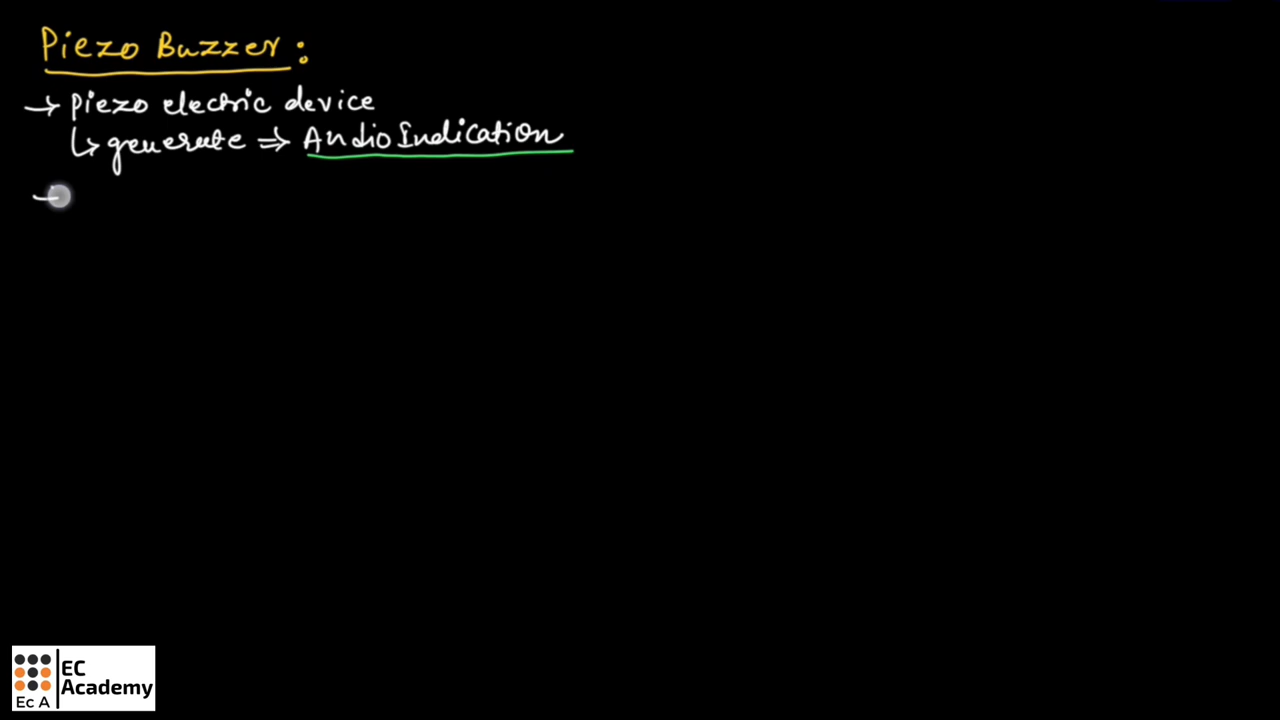 Piezo Buzzer :
→ Piezo electric device
↳ generate ⇒ Audio Indication
EC
Academy
Ec A